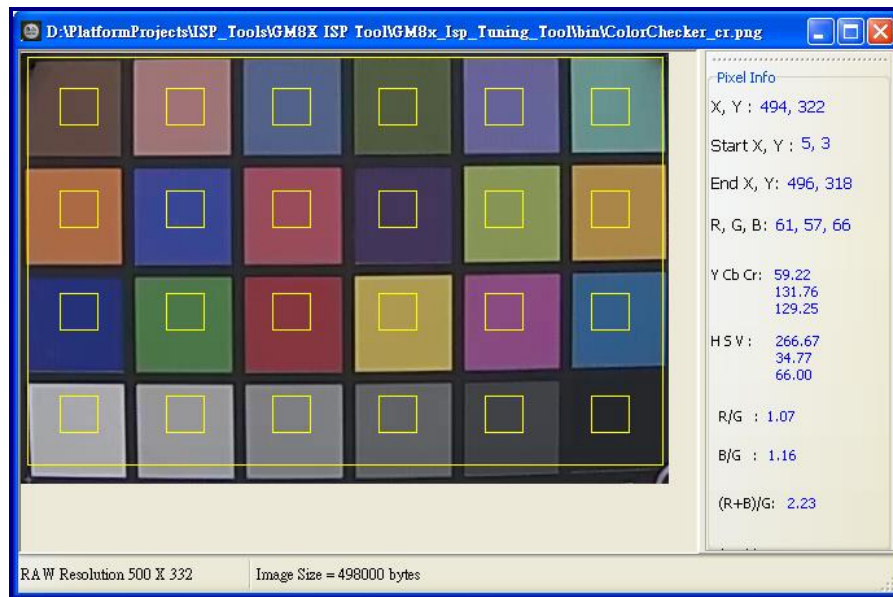 D:\PlatformProjects\ISP_Tools\GM8X ISP Tool\GM8x_Isp_Tuning_Tool\bin\ColorChecker_cr.png
Pixel Info
X, Y : 494, 322
Start X, Y : 5, 3
End X, Y: 496, 318
R, G, B: 61, 57, 66
Y Cb Cr: 59.22
131.76
129.25
H S V : 266.67
34.77
66.00
R/G : 1.07
B/G : 1.16
(R+B)/G: 2.23
RAW Resolution 500 X 332
Image Size = 498000 bytes